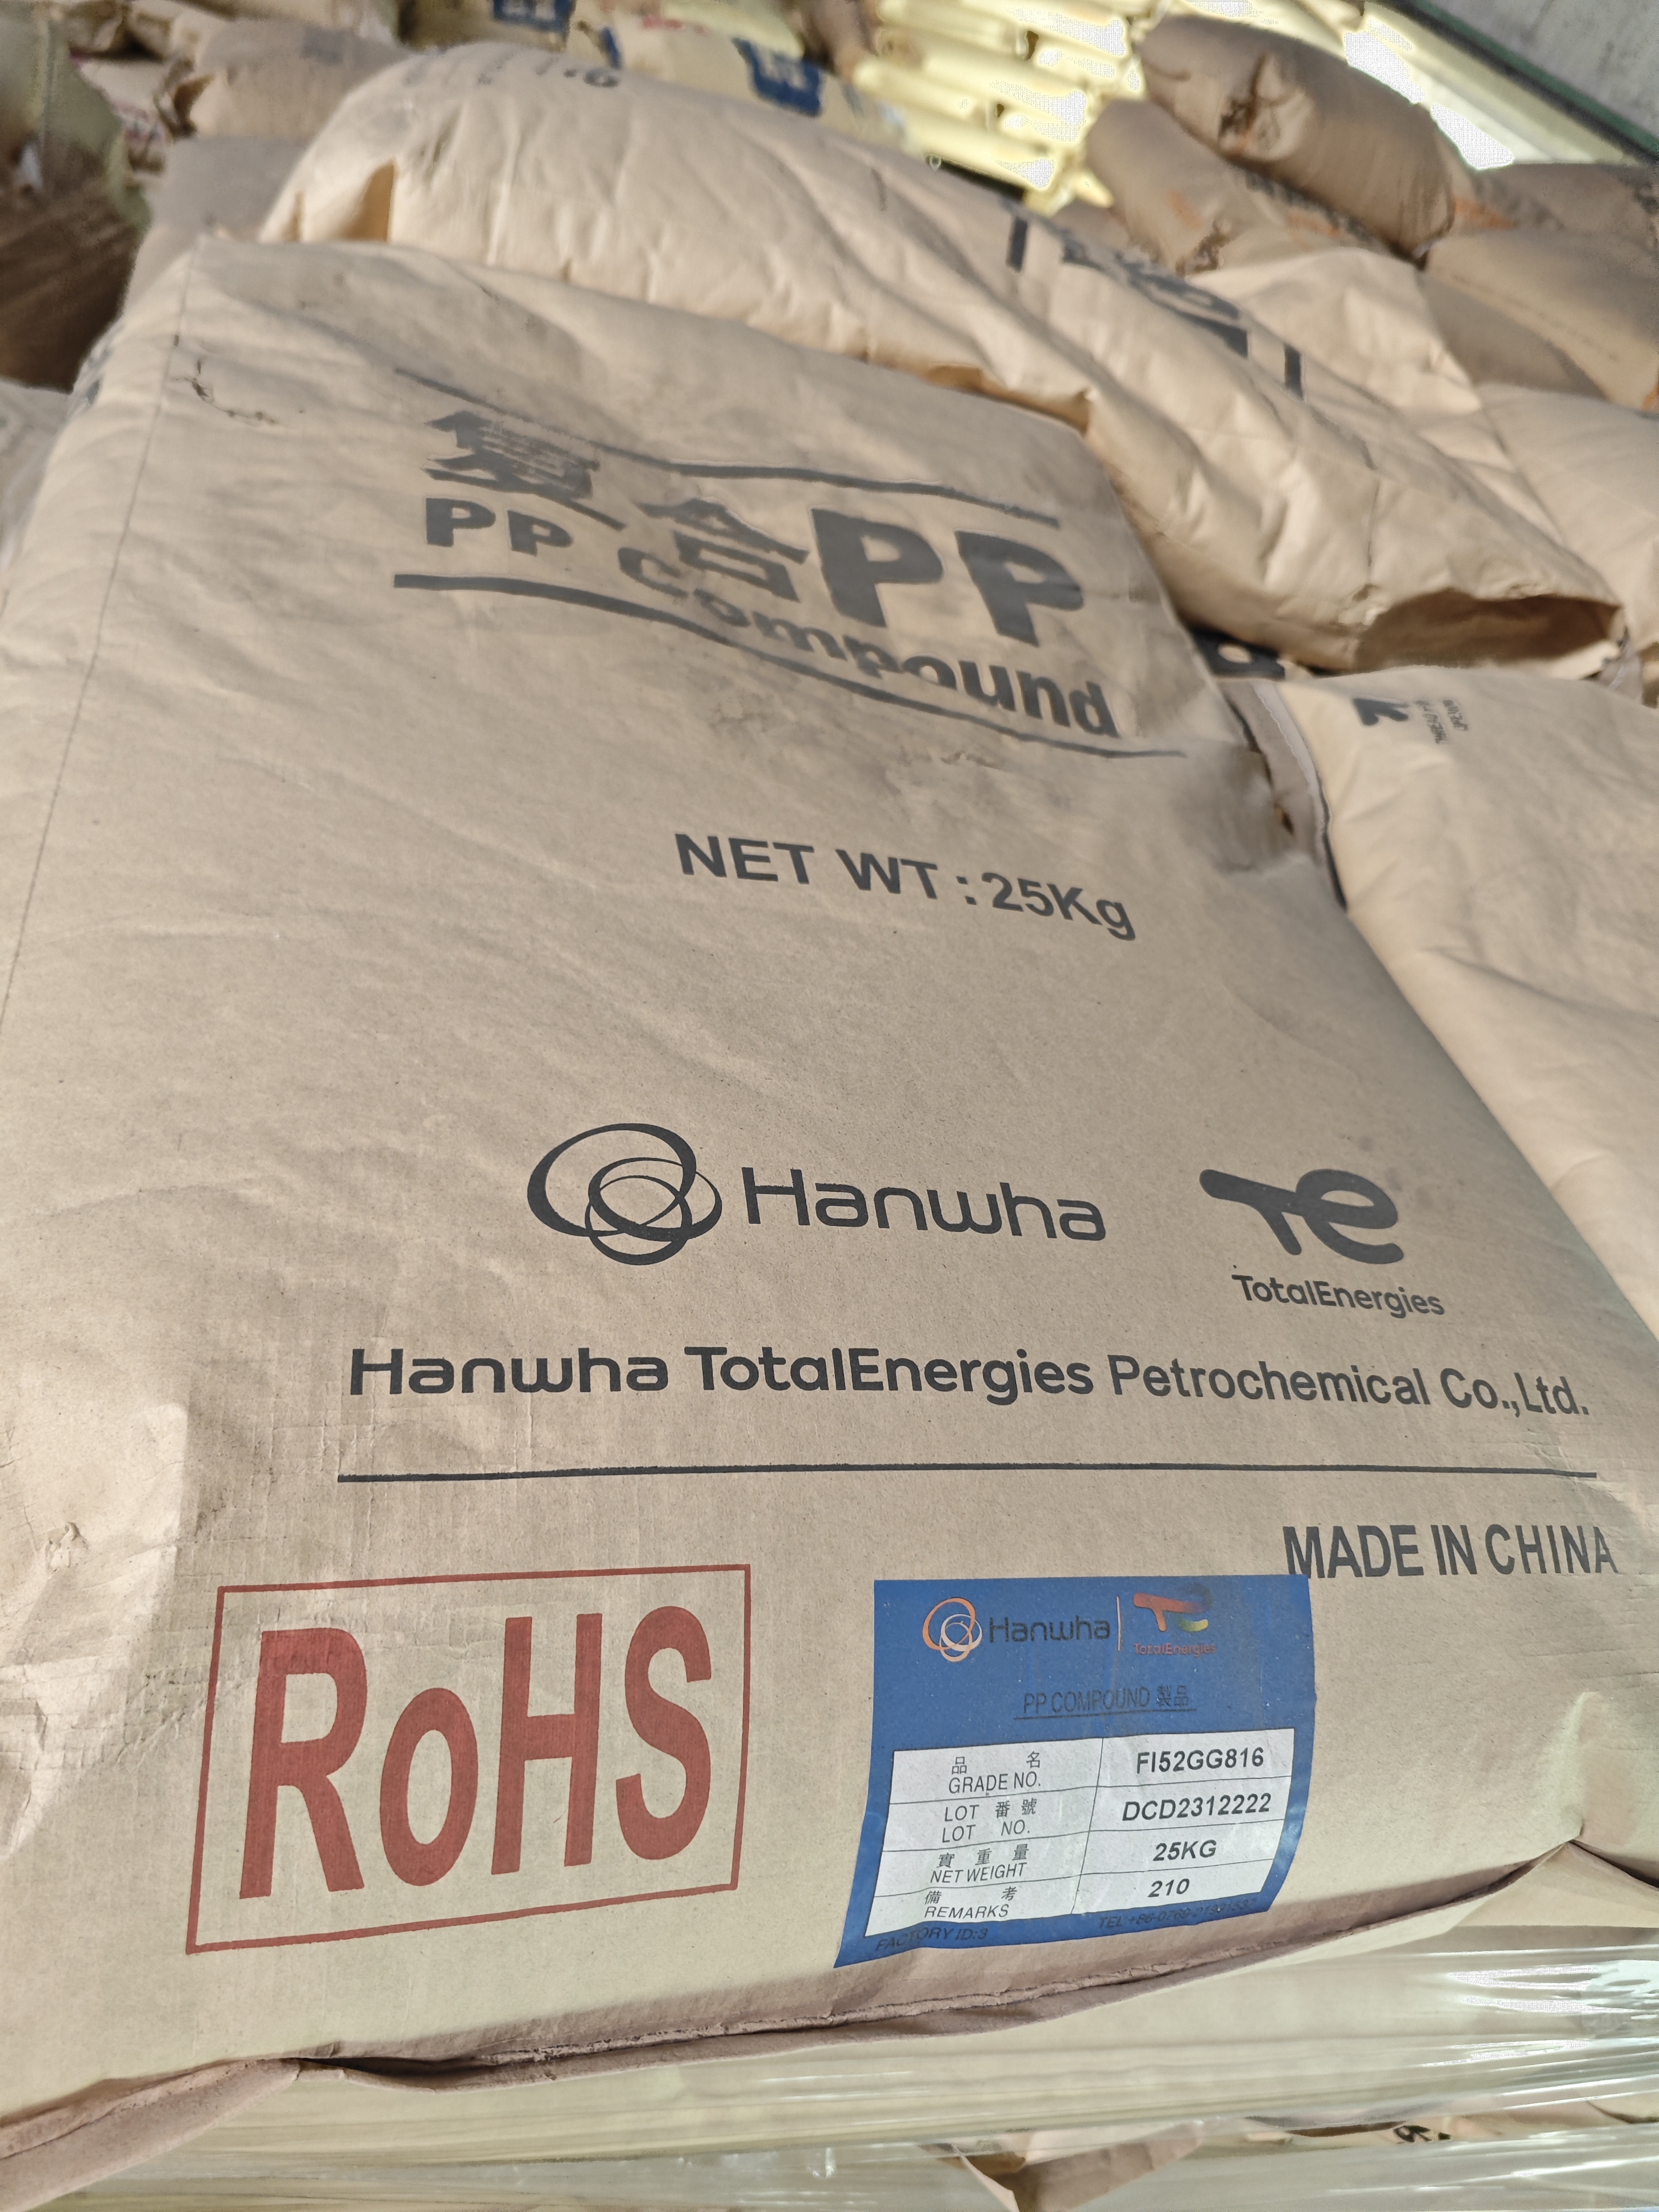 复合PP
PP Compound
NET WT : 25Kg
Hanwha
TotalEnergies
Hanwha TotalEnergies Petrochemical Co.,Ltd.
MADE IN CHINA
RoHS
Hanwha
TotalEnergies
PP COMPOUND 製品
品 名 FI52GG816
GRADE NO.
LOT 番號 DCD2312222
LOT NO.
實重量 25KG
NET WEIGHT
備 考 210
REMARKS
FACTORY ID:3